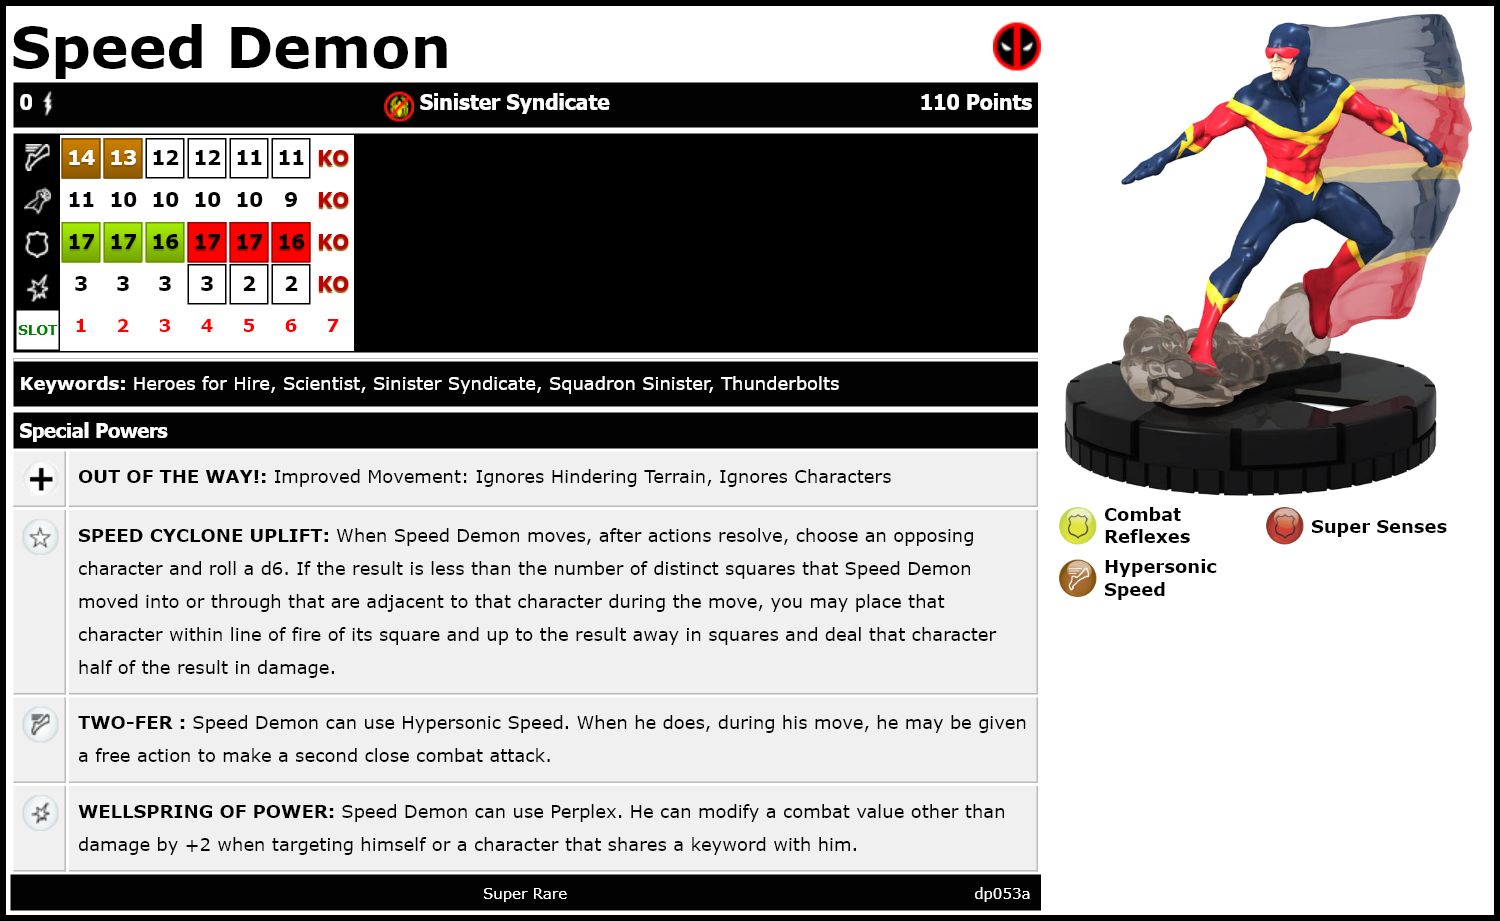 Speed Demon
0 Sinister Syndicate 110 Points
14 13 12 12 11 11 KO
11 10 10 10 10 9 KO
17 17 16 17 17 16 KO
3 3 3 3 2 2 KO
SLOT 1 2 3 4 5 6 7
Keywords: Heroes for Hire, Scientist, Sinister Syndicate, Squadron Sinister, Thunderbolts
Special Powers
OUT OF THE WAY!: Improved Movement: Ignores Hindering Terrain, Ignores Characters
SPEED CYCLONE UPLIFT: When Speed Demon moves, after actions resolve, choose an opposing
character and roll a d6. If the result is less than the number of distinct squares that Speed Demon
moved into or through that are adjacent to that character during the move, you may place that
character within line of fire of its square and up to the result away in squares and deal that character
half of the result in damage.
TWO-FER : Speed Demon can use Hypersonic Speed. When he does, during his move, he may be given
a free action to make a second close combat attack.
WELLSPRING OF POWER: Speed Demon can use Perplex. He can modify a combat value other than
damage by +2 when targeting himself or a character that shares a keyword with him.
Super Rare dp053a
Combat
Reflexes
Super Senses
Hypersonic
Speed